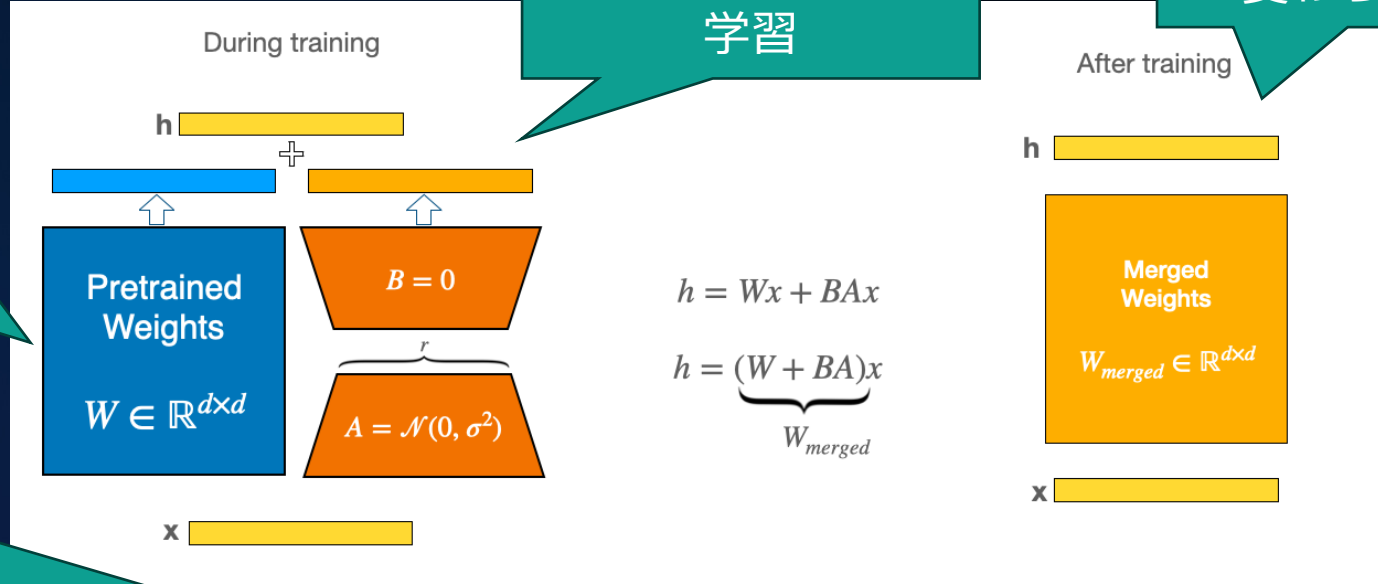 学習
During training
After training
h
h
Pretrained
Weights
W ∈ ℝ^{d×d}
B = 0
r
A = 𝒩(0, σ²)
x
h = Wx + BAx
h = (W + BA)x
W_{merged}
Merged
Weights
W_{merged} ∈ ℝ^{d×d}
x